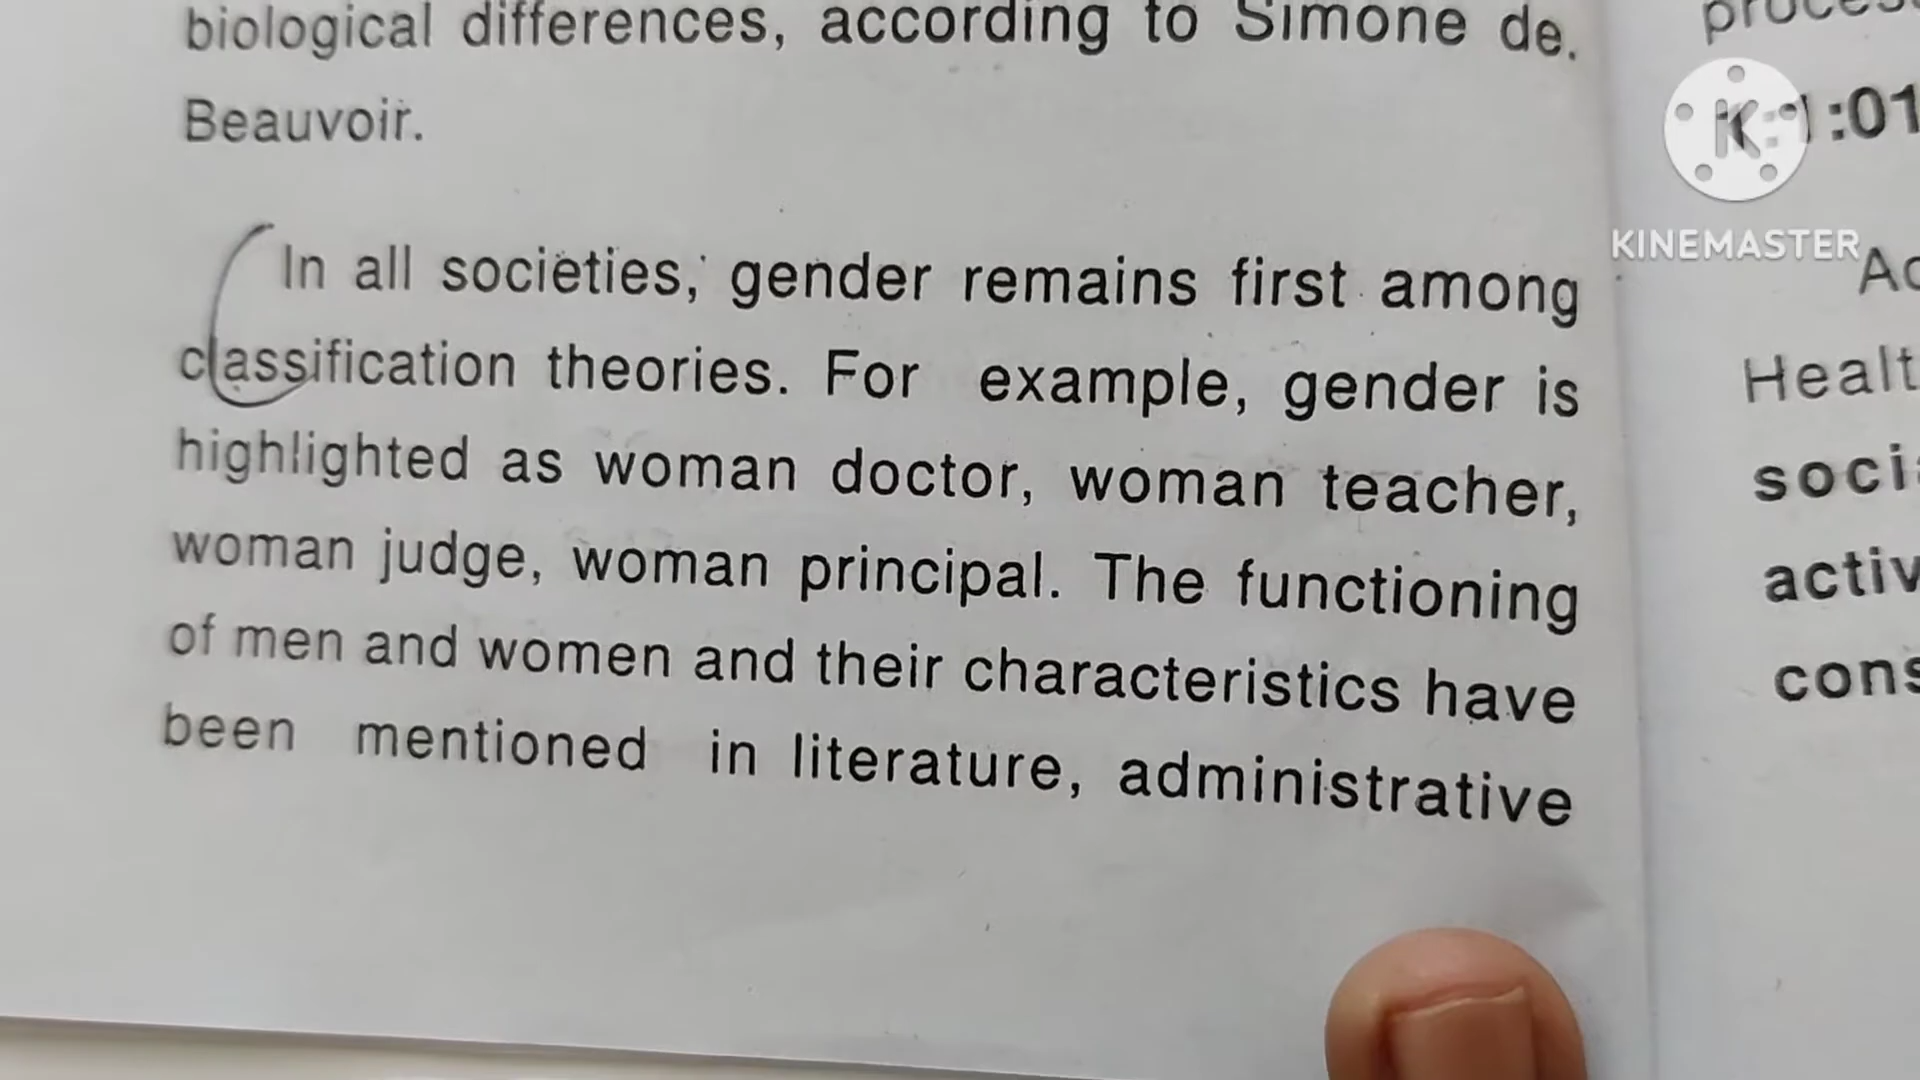 biological differences, according to Simone de.
Beauvoir.
In all societies, gender remains first among
classification theories. For example, gender is
highlighted as woman doctor, woman teacher,
woman judge, woman principal. The functioning
of men and women and their characteristics have
been mentioned in literature, administrative
:01
KINEMASTER
Ac
Healt
soci
activ
cons